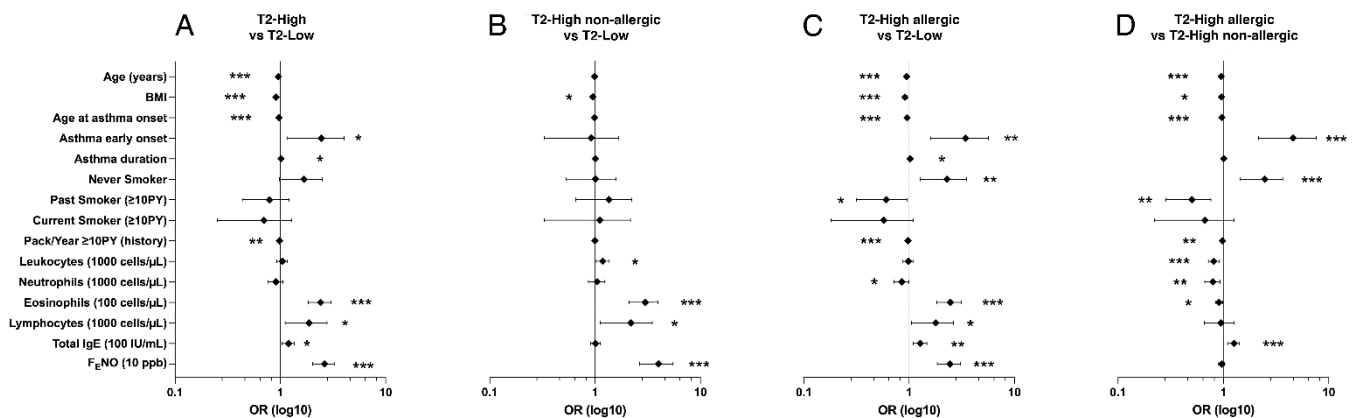 A
T2-High
vs T2-Low
B
T2-High non-allergic
vs T2-Low
C
T2-High allergic
vs T2-Low
D
T2-High allergic
vs T2-High non-allergic
Age (years) *** *** ***
BMI *** * *** *
Age at asthma onset *** *** ***
Asthma early onset * ** ***
Asthma duration * *
Never Smoker ** ***
Past Smoker (≥10PY) * **
Current Smoker (≥10PY)
Pack/Year ≥10PY (history) ** *** **
Leukocytes (1000 cells/µL) * ***
Neutrophils (1000 cells/µL) * **
Eosinophils (100 cells/µL) *** *** *** *
Lymphocytes (1000 cells/µL) * * *
Total IgE (100 IU/mL) * ** ***
FENO (10 ppb) *** *** ***
0.1 1 10 0.1 1 10 0.1 1 10 0.1 1 10
OR (log10) OR (log10) OR (log10) OR (log10)